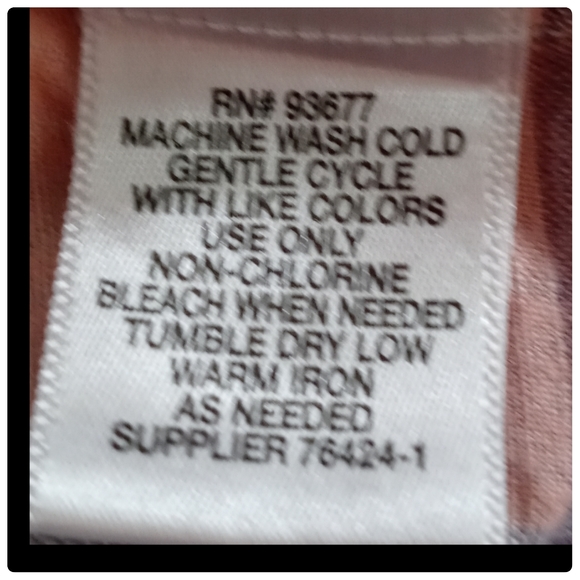 RN# 93677
MACHINE WASH COLD
GENTLE CYCLE
WITH LIKE COLORS
USE ONLY
NON-CHLORINE
BLEACH WHEN NEEDED
TUMBLE DRY LOW
WARM IRON
AS NEEDED
SUPPLIER 76424-1